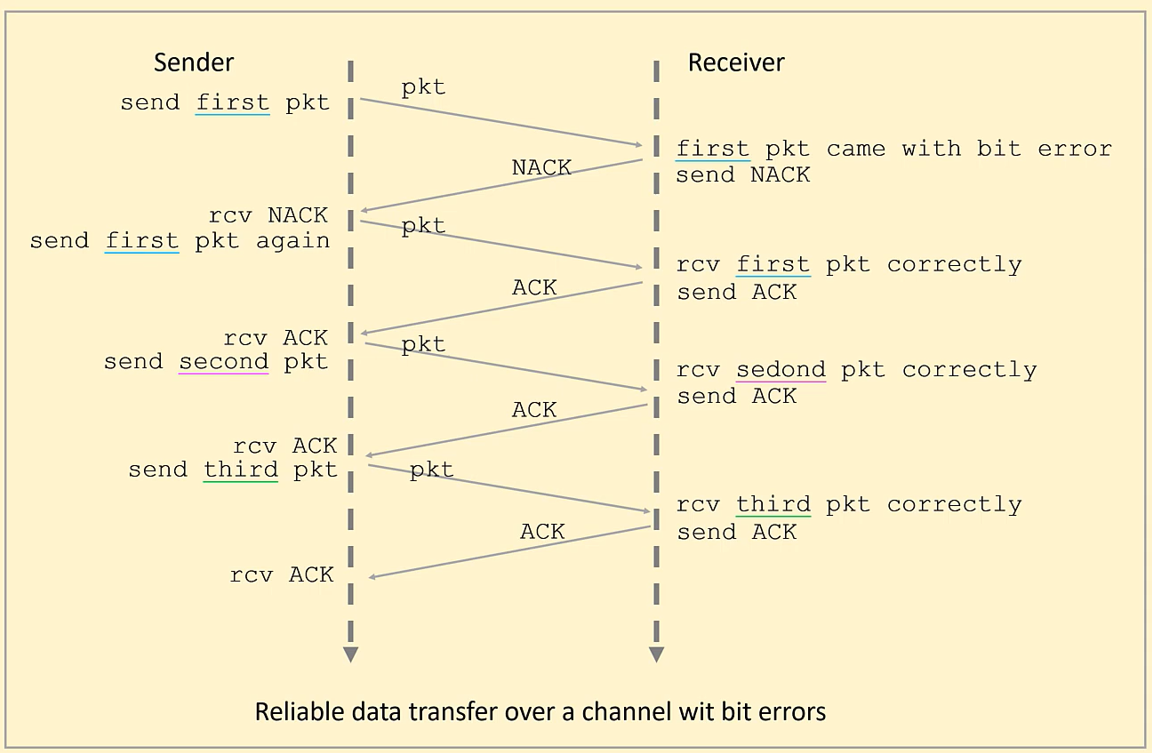 Sender
Receiver
send first pkt
pkt
first pkt came with bit error
send NACK
NACK
rcv NACK
send first pkt again
pkt
rcv first pkt correctly
send ACK
ACK
rcv ACK
send second pkt
pkt
rcv sedond pkt correctly
send ACK
ACK
rcv ACK
send third pkt
pkt
rcv third pkt correctly
send ACK
ACK
rcv ACK
Reliable data transfer over a channel wit bit errors